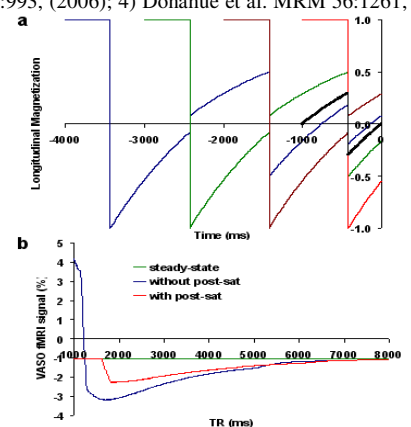 :993, (2006); 4) Donahue et al. MRM 56:1261,
a
1.0
0.5
0.0
-0.5
-1.0
-4000 -3000 -2000 -1000 0
Longitudinal Magnetization
Time (ms)
b
5
4
3
2
1
0
-1
-2
-3
-4
steady-state
without post-sat
with post-sat
1000 2000 3000 4000 5000 6000 7000 8000
VASO fMRI signal (%)
TR (ms)